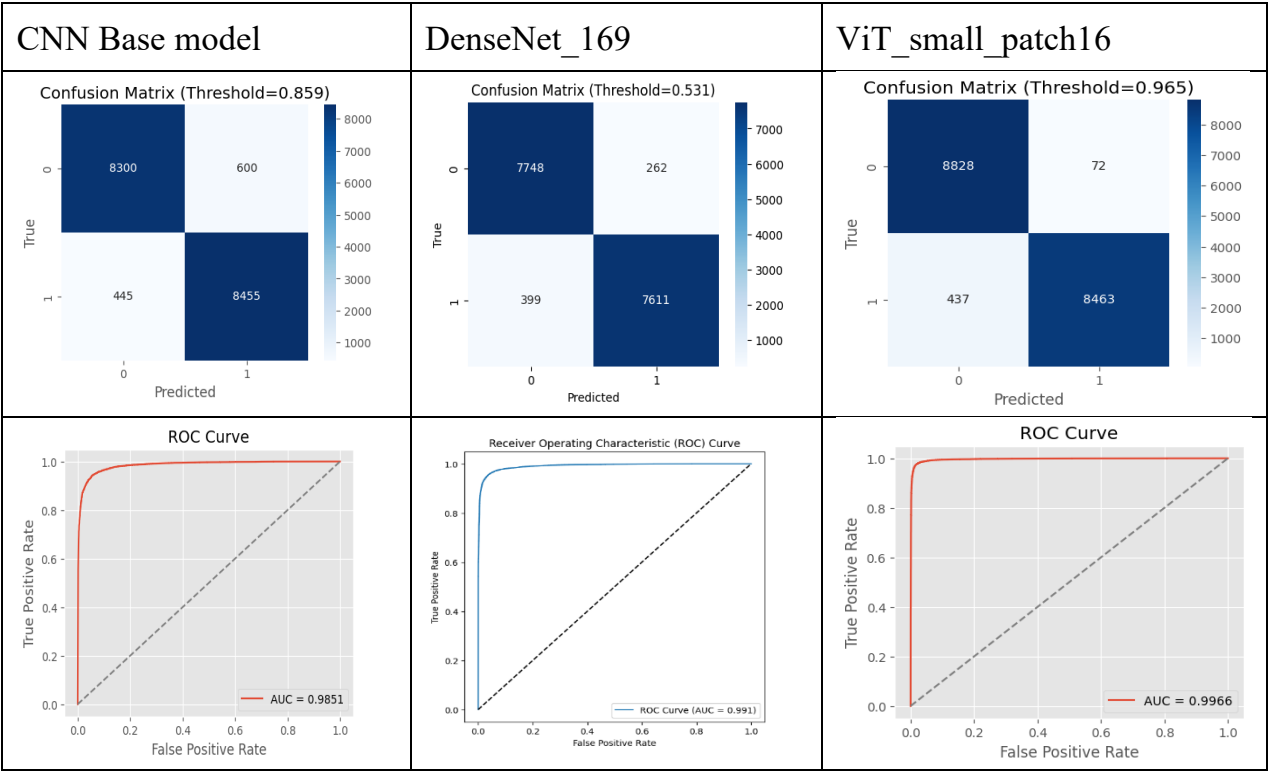 CNN Base model
DenseNet_169
ViT_small_patch16
Confusion Matrix (Threshold=0.859)
True
0
1
8300
600
445
8455
0
1
Predicted
8000
7000
6000
5000
4000
3000
2000
1000
Confusion Matrix (Threshold=0.531)
True
0
1
7748
262
399
7611
0
1
Predicted
7000
6000
5000
4000
3000
2000
1000
Confusion Matrix (Threshold=0.965)
True
0
1
8828
72
437
8463
0
1
Predicted
8000
7000
6000
5000
4000
3000
2000
1000
ROC Curve
True Positive Rate
1.0
0.8
0.6
0.4
0.2
0.0
AUC = 0.9851
0.0 0.2 0.4 0.6 0.8 1.0
False Positive Rate
Receiver Operating Characteristic (ROC) Curve
True Positive Rate
1.0
0.8
0.6
0.4
0.2
0.0
ROC Curve (AUC = 0.991)
0.0 0.2 0.4 0.6 0.8 1.0
False Positive Rate
ROC Curve
True Positive Rate
1.0
0.8
0.6
0.4
0.2
0.0
AUC = 0.9966
0.0 0.2 0.4 0.6 0.8 1.0
False Positive Rate